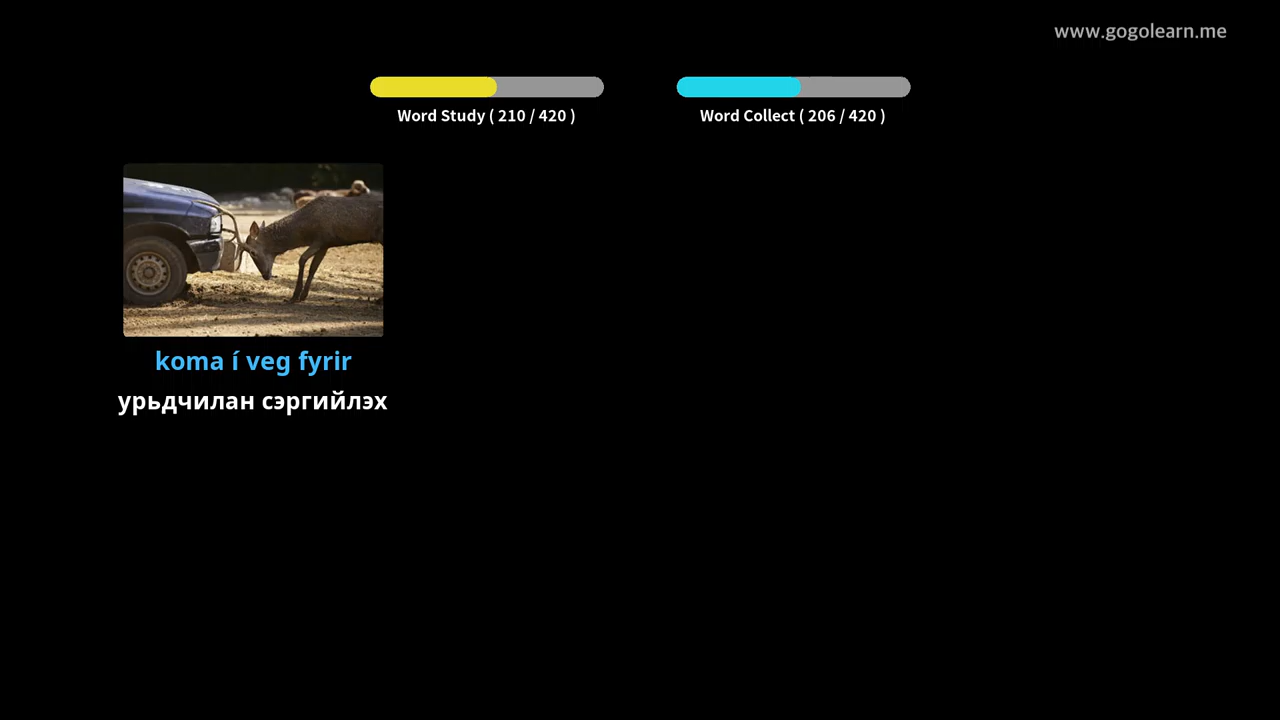 www.gogolearn.me
Word Study ( 210 / 420 )
Word Collect ( 206 / 420 )
koma í veg fyrir
урьдчилан сэргийлэх